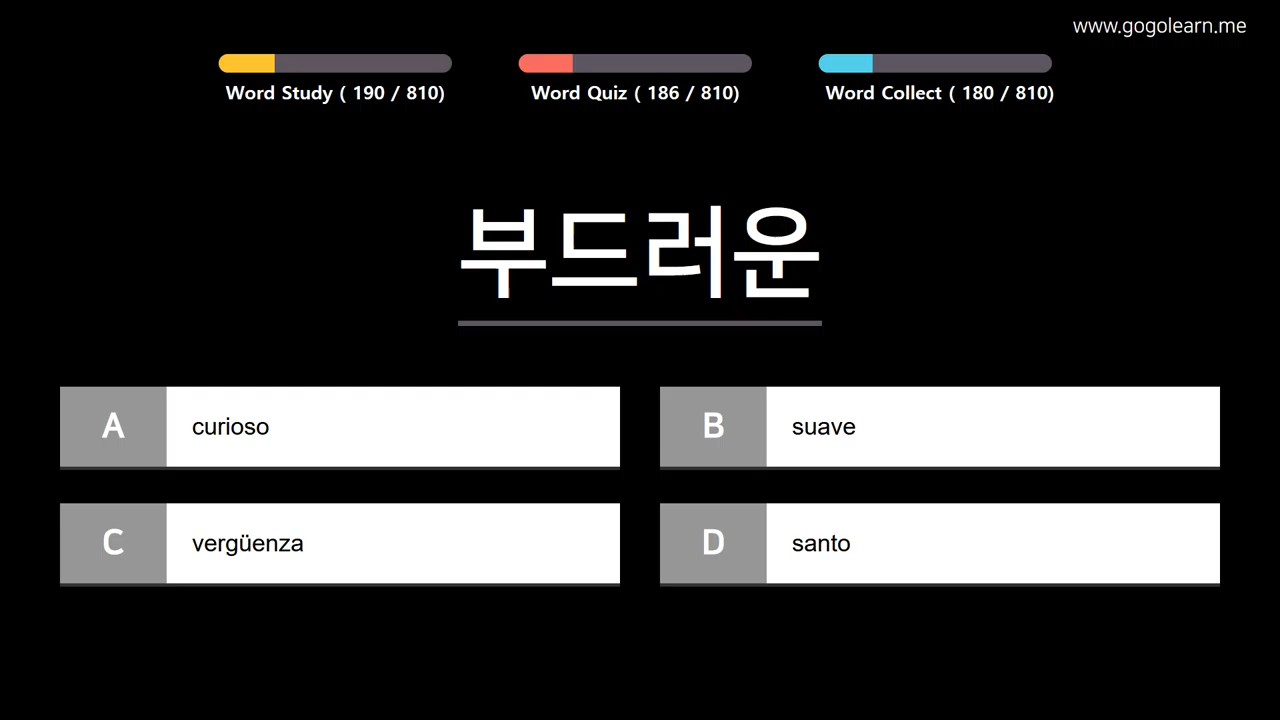 www.gogolearn.me
Word Study ( 190 / 810)
Word Quiz ( 186 / 810)
Word Collect ( 180 / 810)
부드러운
A curioso
B suave
C vergüenza
D santo